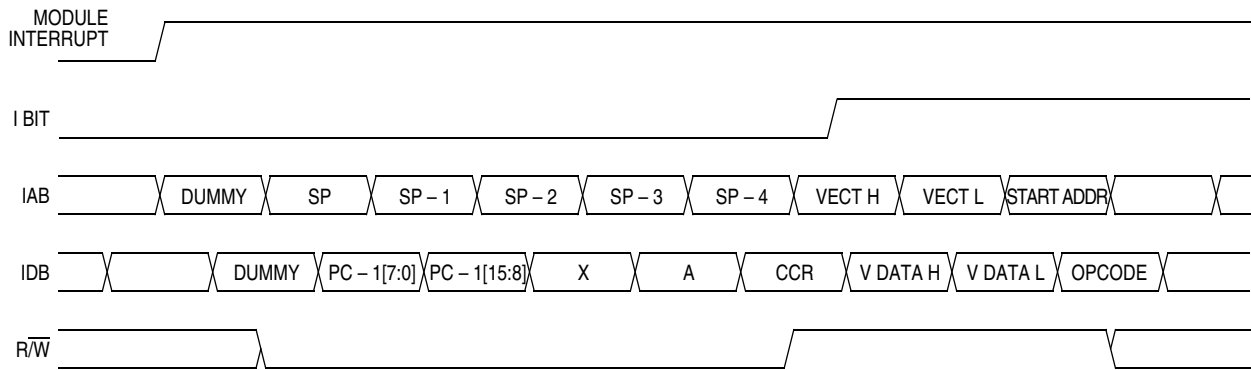 MODULE
INTERRUPT
I BIT
IAB DUMMY SP SP – 1 SP – 2 SP – 3 SP – 4 VECT H VECT L START ADDR
IDB DUMMY PC – 1[7:0] PC – 1[15:8] X A CCR V DATA H V DATA L OPCODE
R/W̅